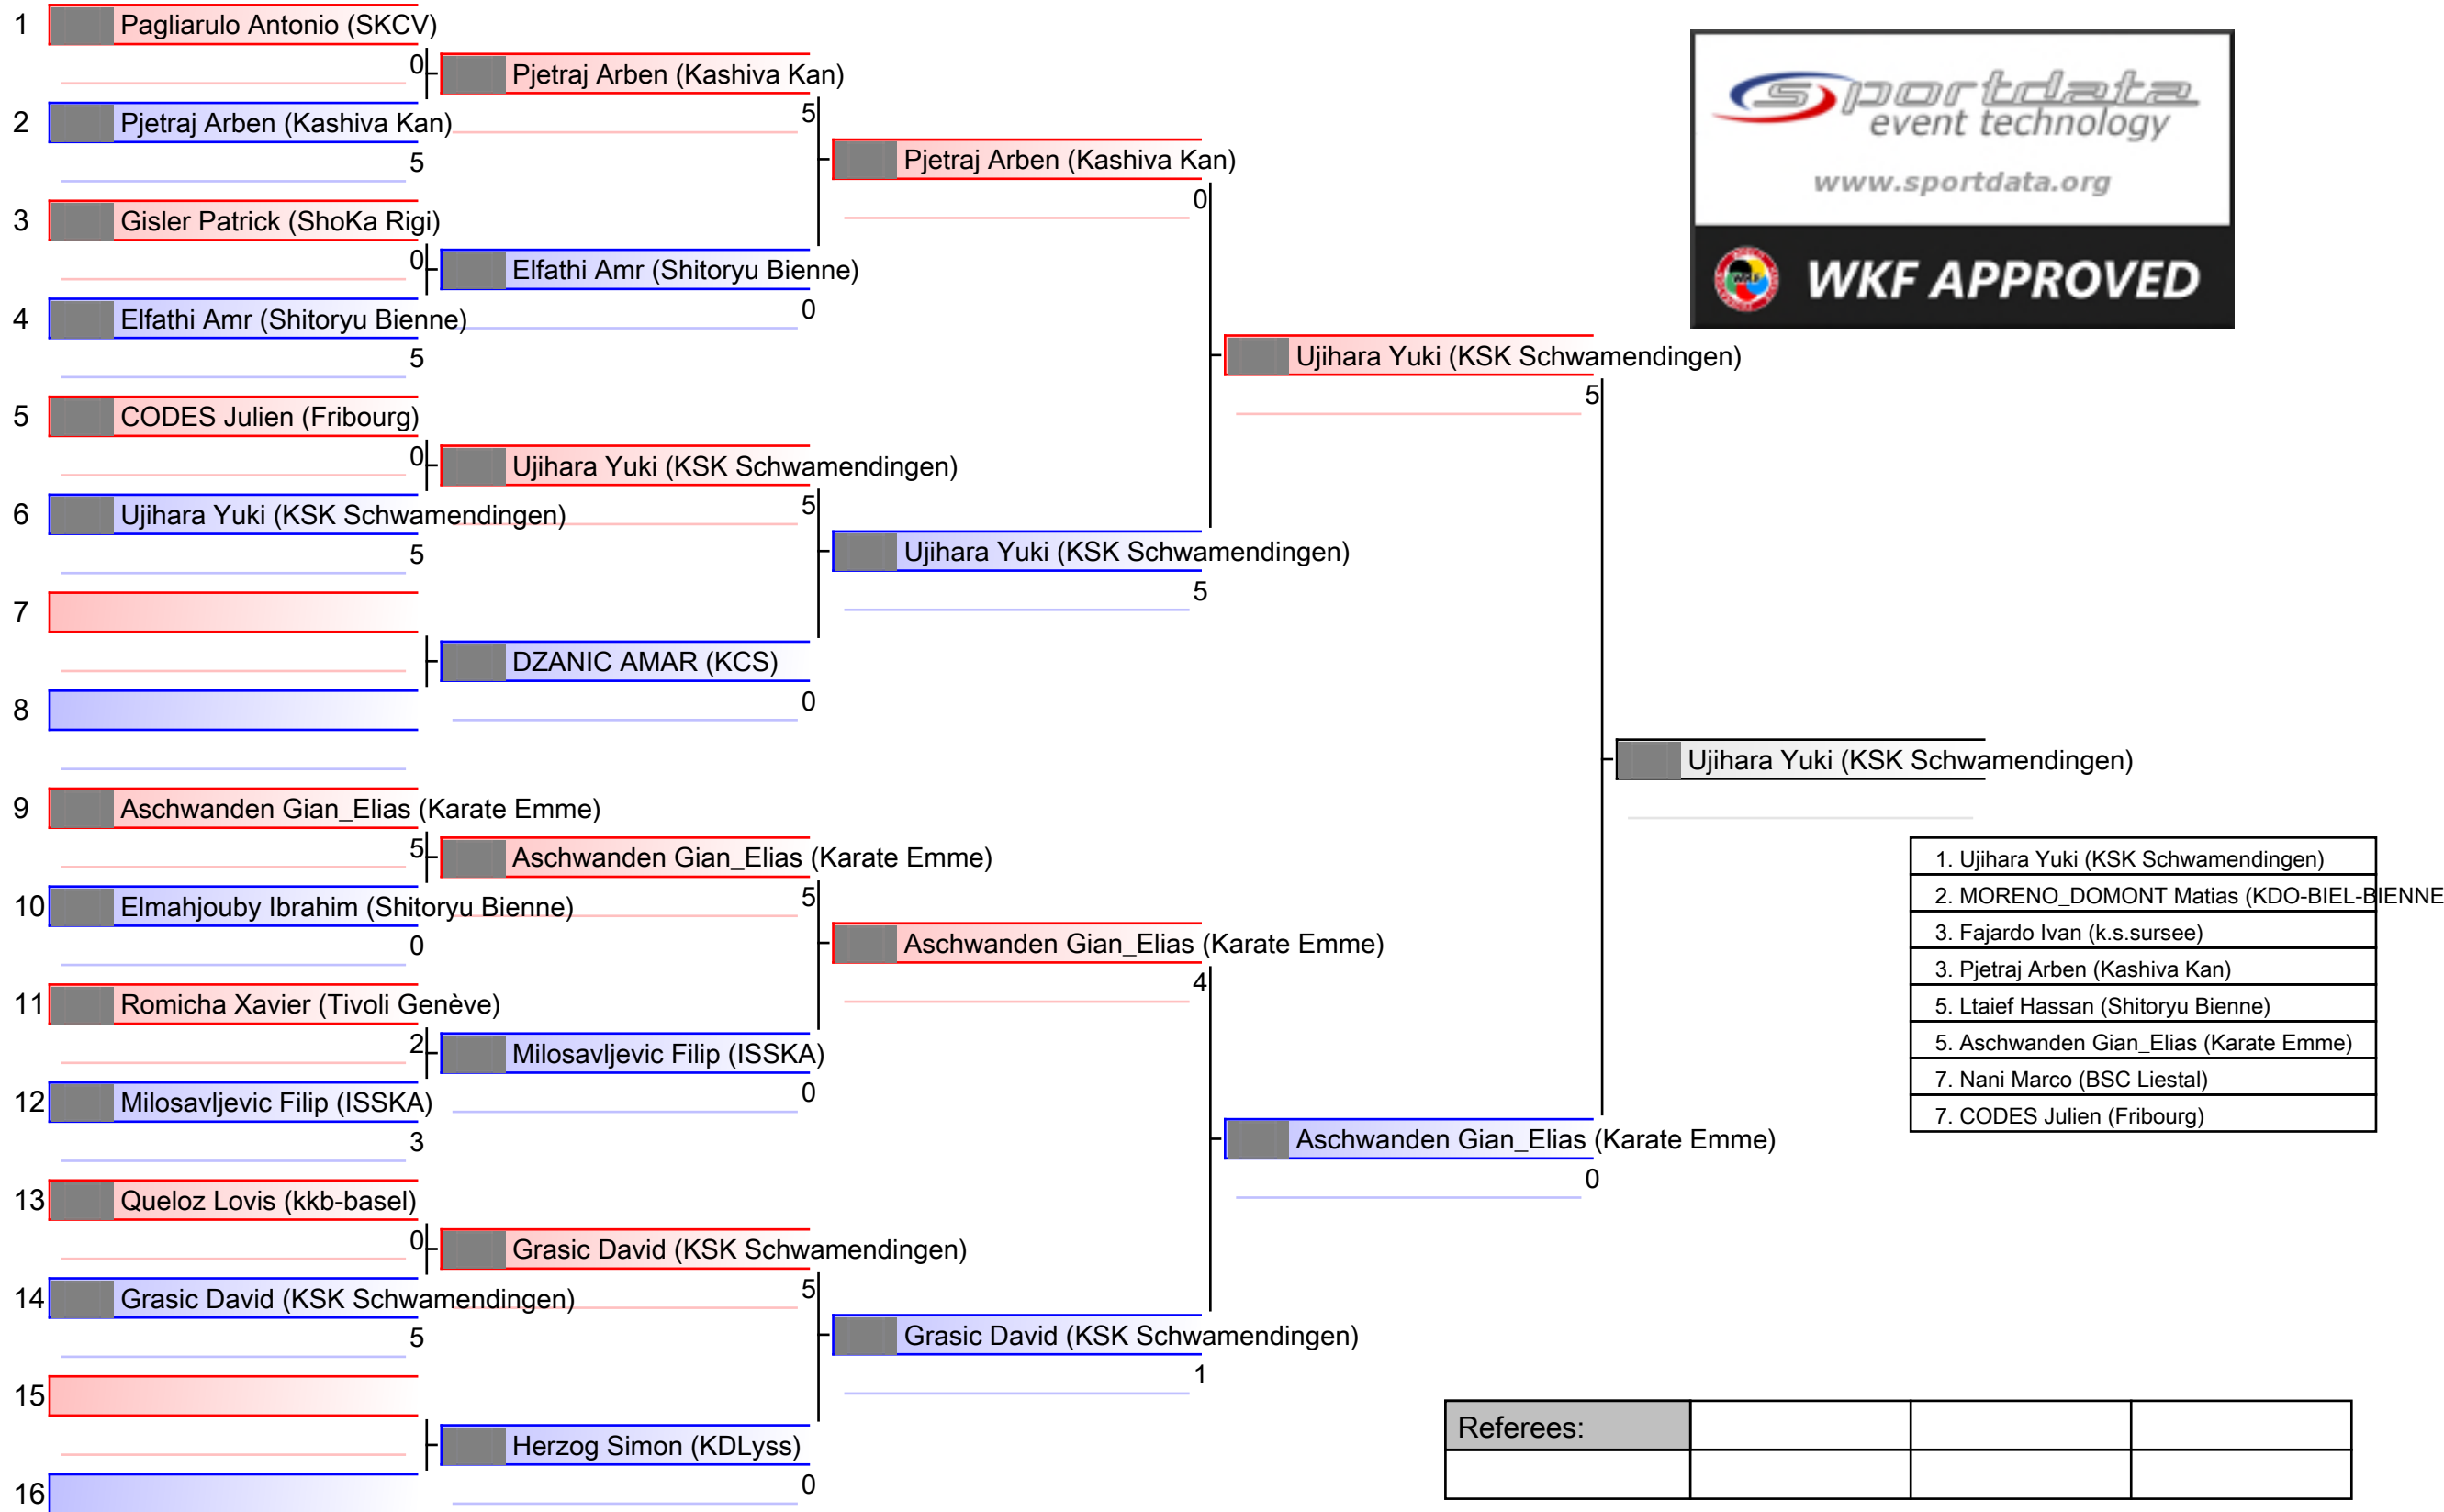 1 Pagliarulo Antonio (SKCV)
0
2 Pjetraj Arben (Kashiva Kan)
5
3 Gisler Patrick (ShoKa Rigi)
0
4 Elfathi Amr (Shitoryu Bienne)
5
5 CODES Julien (Fribourg)
0
6 Ujihara Yuki (KSK Schwamendingen)
5
7
8
9 Aschwanden Gian_Elias (Karate Emme)
5
10 Elmahjouby Ibrahim (Shitoryu Bienne)
0
11 Romicha Xavier (Tivoli Genève)
2
12 Milosavljevic Filip (ISSKA)
3
13 Queloz Lovis (kkb-basel)
0
14 Grasic David (KSK Schwamendingen)
5
15
16
Pjetraj Arben (Kashiva Kan)
5
Elfathi Amr (Shitoryu Bienne)
0
Ujihara Yuki (KSK Schwamendingen)
5
DZANIC AMAR (KCS)
0
Aschwanden Gian_Elias (Karate Emme)
5
Milosavljevic Filip (ISSKA)
0
Grasic David (KSK Schwamendingen)
5
Herzog Simon (KDLyss)
0
Pjetraj Arben (Kashiva Kan)
0
Ujihara Yuki (KSK Schwamendingen)
5
Aschwanden Gian_Elias (Karate Emme)
4
Grasic David (KSK Schwamendingen)
1
Ujihara Yuki (KSK Schwamendingen)
5
Aschwanden Gian_Elias (Karate Emme)
0
Ujihara Yuki (KSK Schwamendingen)
sportdata
event technology
www.sportdata.org
WKF
WKF APPROVED
1. Ujihara Yuki (KSK Schwamendingen)
2. MORENO_DOMONT Matias (KDO-BIEL-BIENNE
3. Fajardo Ivan (k.s.sursee)
3. Pjetraj Arben (Kashiva Kan)
5. Ltaief Hassan (Shitoryu Bienne)
5. Aschwanden Gian_Elias (Karate Emme)
7. Nani Marco (BSC Liestal)
7. CODES Julien (Fribourg)
Referees: